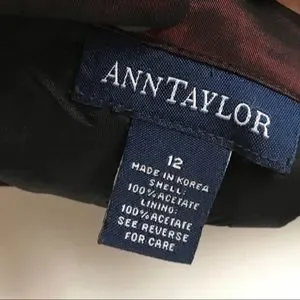 ANNTAYLOR
12
MADE IN KOREA
SHELL:
100% ACETATE
LINING:
100% ACETATE
SEE REVERSE
FOR CARE